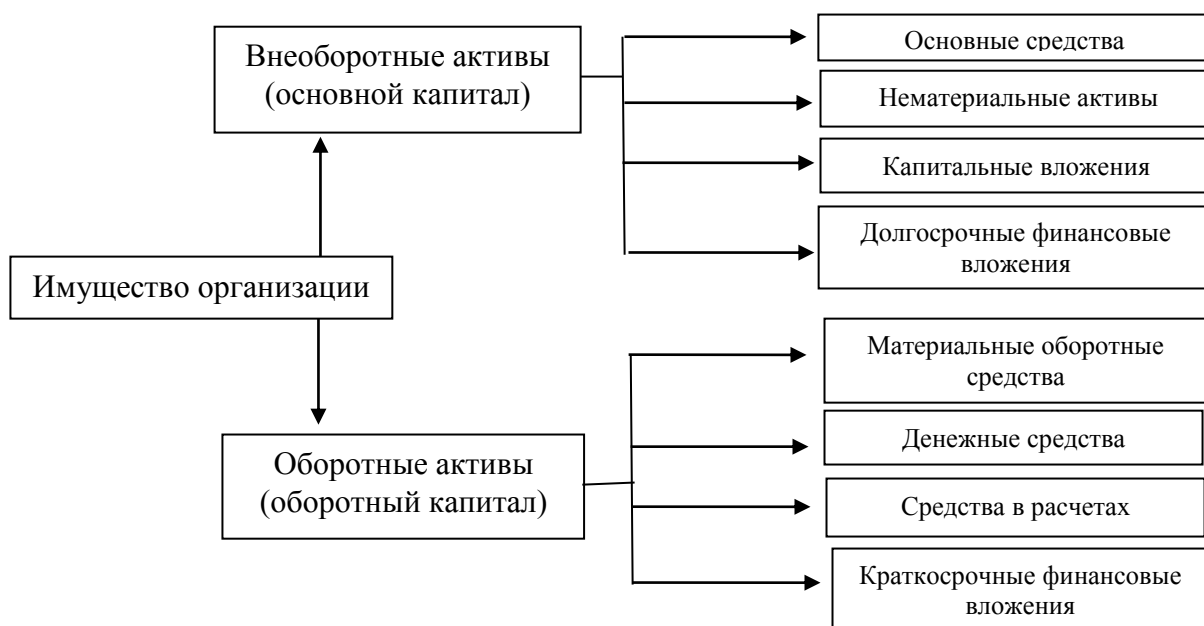 Внеоборотные активы
(основной капитал)
Основные средства
Нематериальные активы
Капитальные вложения
Долгосрочные финансовые
вложения
Имущество организации
Оборотные активы
(оборотный капитал)
Материальные оборотные
средства
Денежные средства
Средства в расчетах
Краткосрочные финансовые
вложения